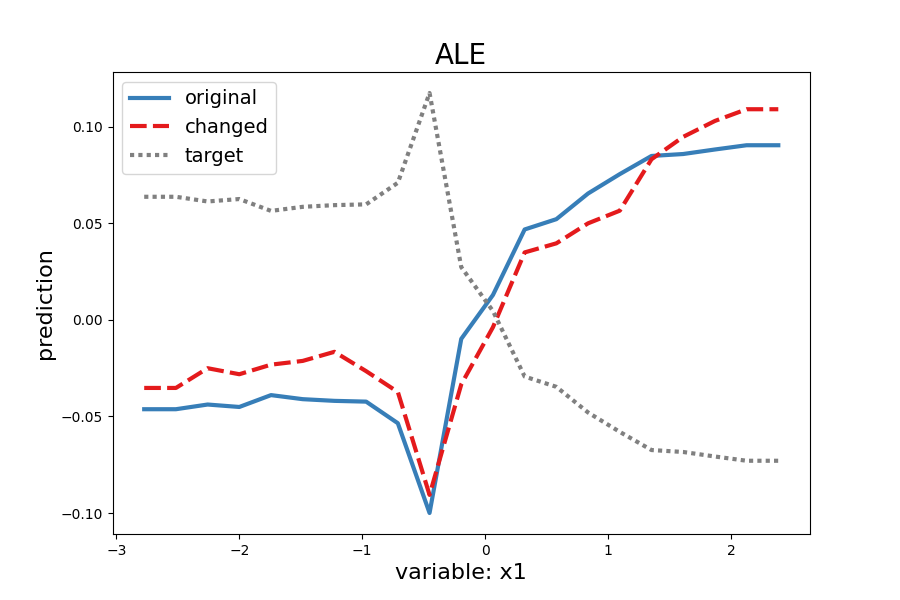 ALE
original
changed
target
prediction
0.10
0.05
0.00
−0.05
−0.10
−3
−2
−1
0
1
2
variable: x1